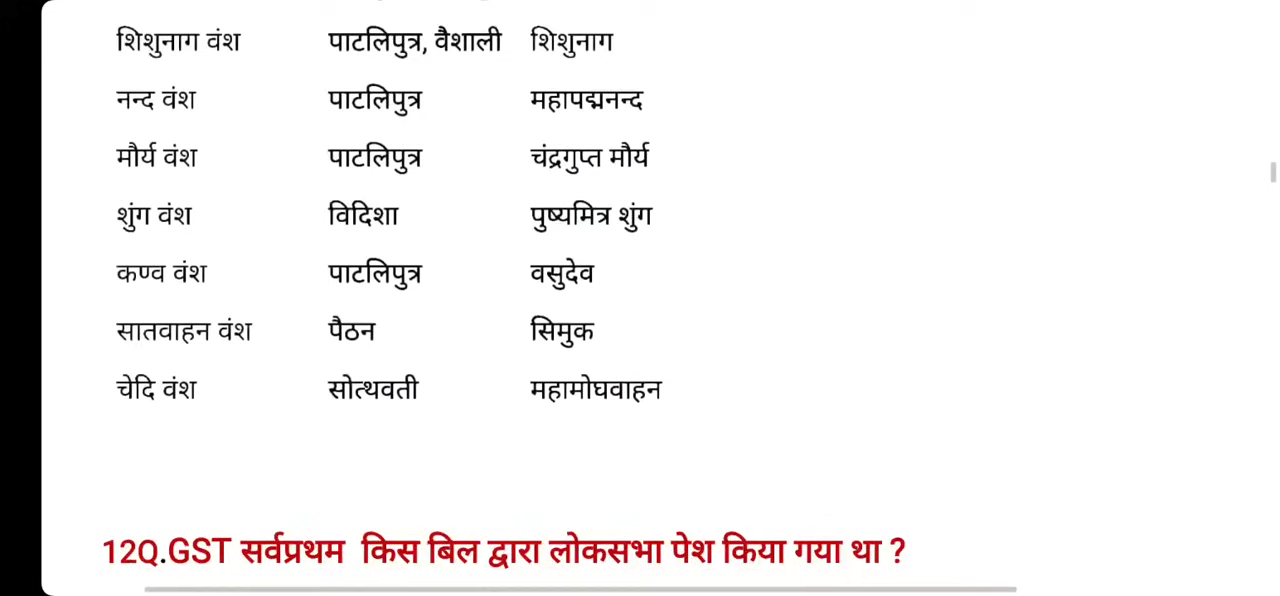 शिशुनाग वंश पाटलिपुत्र, वैशाली शिशुनाग
नन्द वंश पाटलिपुत्र महापद्मनन्द
मौर्य वंश पाटलिपुत्र चंद्रगुप्त मौर्य
शुंग वंश विदिशा पुष्यमित्र शुंग
कण्व वंश पाटलिपुत्र वसुदेव
सातवाहन वंश पैठन सिमुक
चेदि वंश सोत्थवती महामोघवाहन
12Q.GST सर्वप्रथम किस बिल द्वारा लोकसभा पेश किया गया था ?